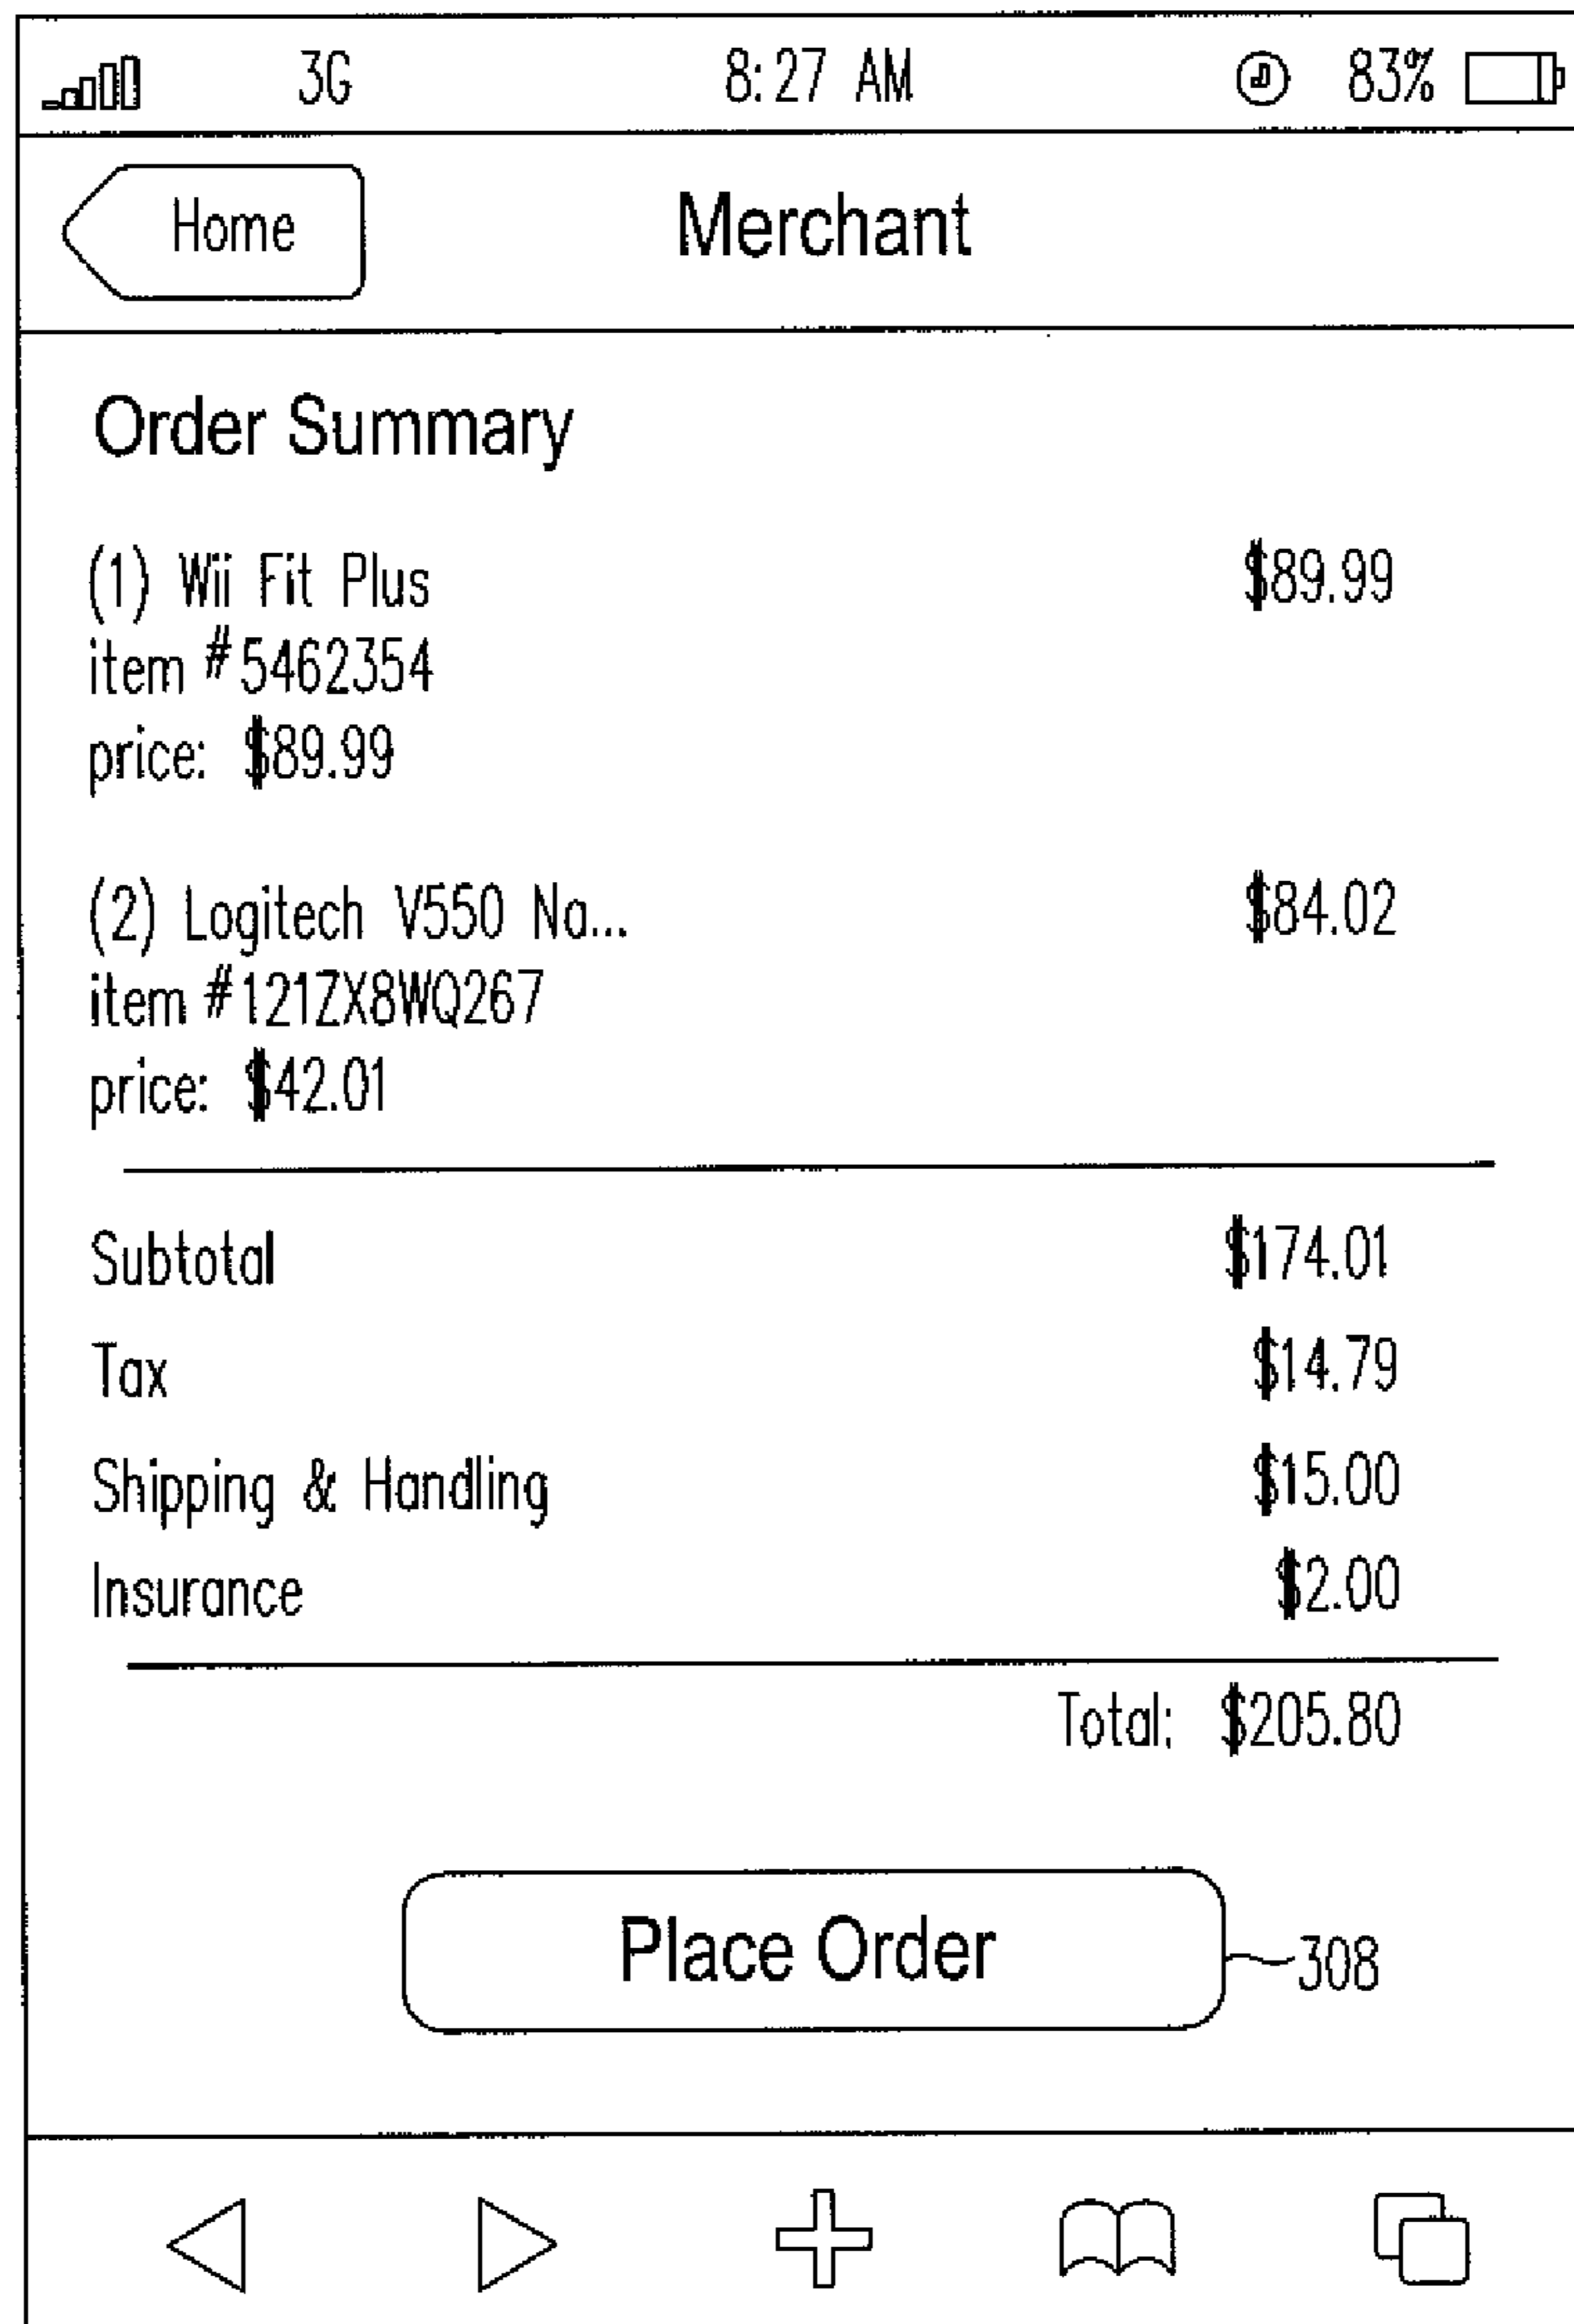 3G 8:27 AM 83%
Home Merchant
Order Summary
(1) Wii Fit Plus $89.99
item #5462354
price: $89.99
(2) Logitech V550 Na... $84.02
item #121ZX8WQ267
price: $42.01
Subtotal $174.01
Tax $14.79
Shipping & Handling $15.00
Insurance $2.00
Total: $205.80
Place Order 308